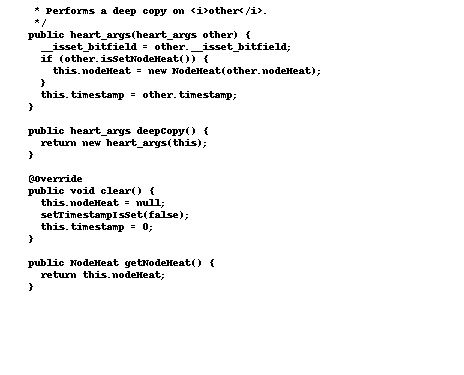 * Performs a deep copy on <i>other</i>.
 */
public heart_args(heart_args other) {
  __isset_bitfield = other.__isset_bitfield;
  if (other.isSetNodeHeat()) {
    this.nodeHeat = new NodeHeat(other.nodeHeat);
  }
  this.timestamp = other.timestamp;
}

public heart_args deepCopy() {
  return new heart_args(this);
}

@Override
public void clear() {
  this.nodeHeat = null;
  setTimestampIsSet(false);
  this.timestamp = 0;
}

public NodeHeat getNodeHeat() {
  return this.nodeHeat;
}